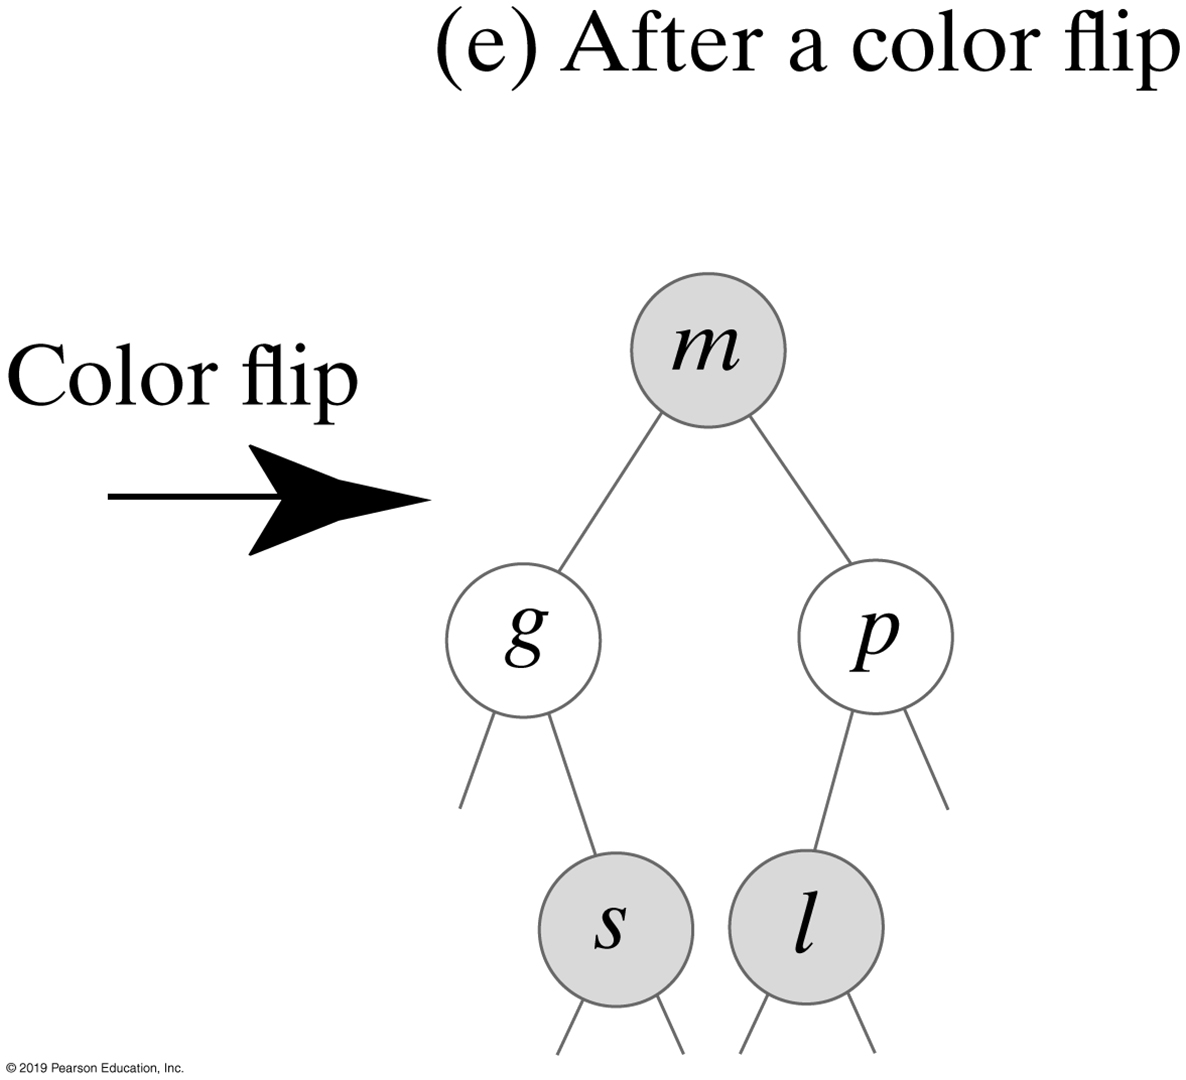 (e) After a color flip
Color flip
m
g
p
s
l
© 2019 Pearson Education, Inc.